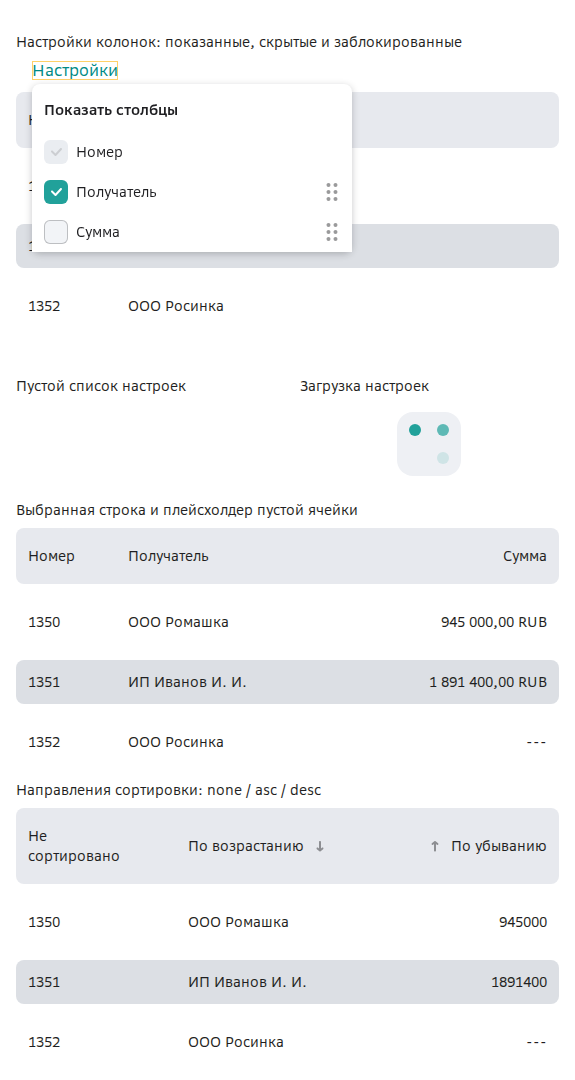 Настройки колонок: показанные, скрытые и заблокированные
Настройки
Показать столбцы
Номер
Получатель
Сумма
1352 ООО Росинка
Пустой список настроек Загрузка настроек
Выбранная строка и плейсхолдер пустой ячейки
Номер Получатель Сумма
1350 ООО Ромашка 945 000,00 RUB
1351 ИП Иванов И. И. 1 891 400,00 RUB
1352 ООО Росинка ---
Направления сортировки: none / asc / desc
Не
сортировано По возрастанию ↓ ↑ По убыванию
1350 ООО Ромашка 945000
1351 ИП Иванов И. И. 1891400
1352 ООО Росинка ---